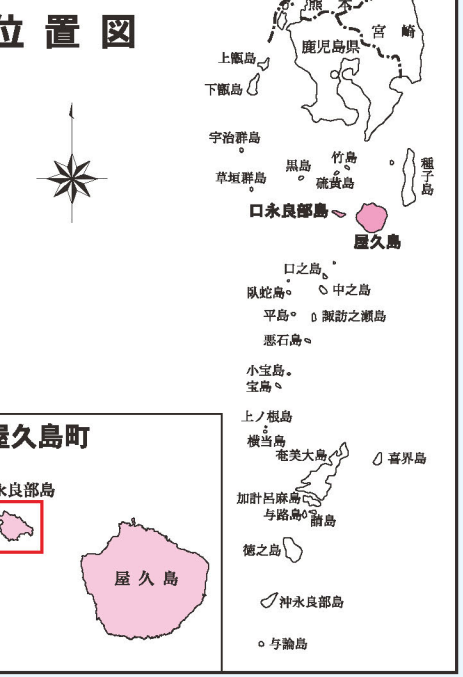 位置図
熊本
宮崎
鹿児島県
上甑島
下甑島
宇治群島
草垣群島
黒島
竹島
硫黄島
種子島
口永良部島
屋久島
口之島
臥蛇島
中之島
平島
諏訪之瀬島
悪石島
小宝島
宝島
上ノ根島
横当島
奄美大島
喜界島
加計呂麻島
与路島
請島
徳之島
沖永良部島
与論島
屋久島町
永良部島
屋久島